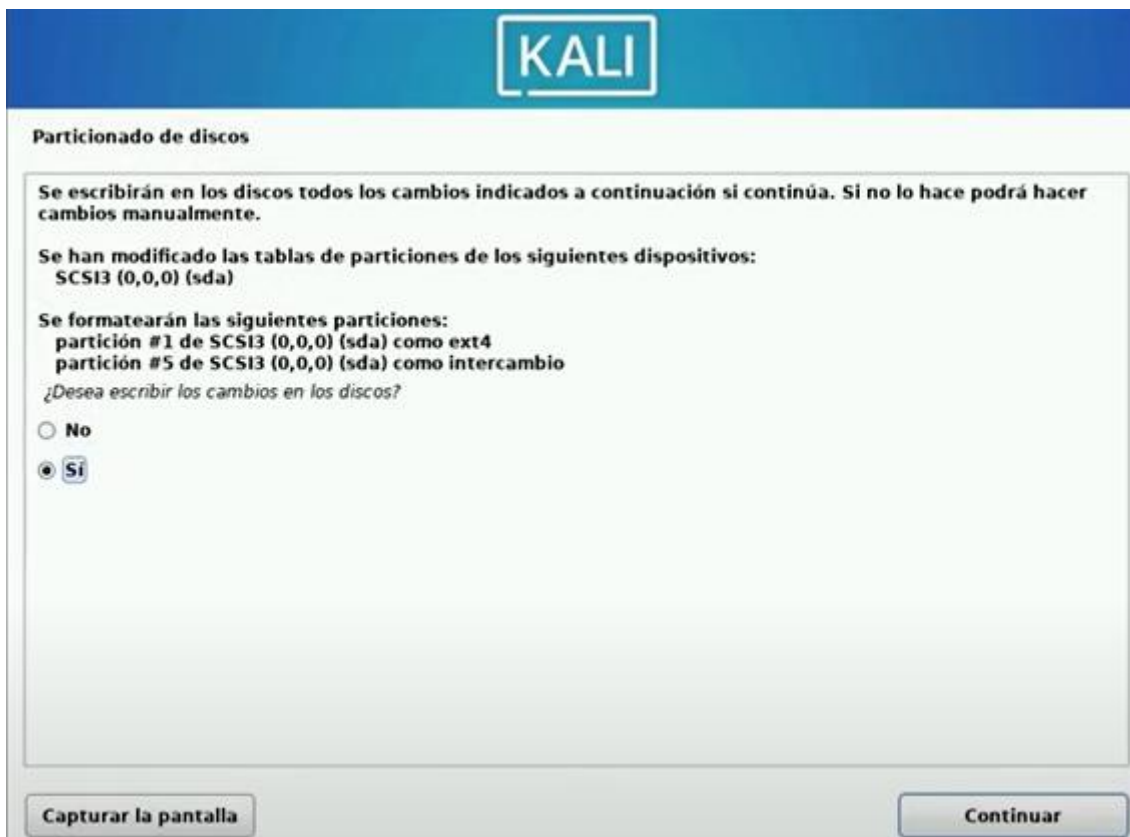 KALI
Particionado de discos
Se escribirán en los discos todos los cambios indicados a continuación si continúa. Si no lo hace podrá hacer
cambios manualmente.
Se han modificado las tablas de particiones de los siguientes dispositivos:
SCSI3 (0,0,0) (sda)
Se formatearán las siguientes particiones:
partición #1 de SCSI3 (0,0,0) (sda) como ext4
partición #5 de SCSI3 (0,0,0) (sda) como intercambio
¿Desea escribir los cambios en los discos?
No
Sí
Capturar la pantalla
Continuar